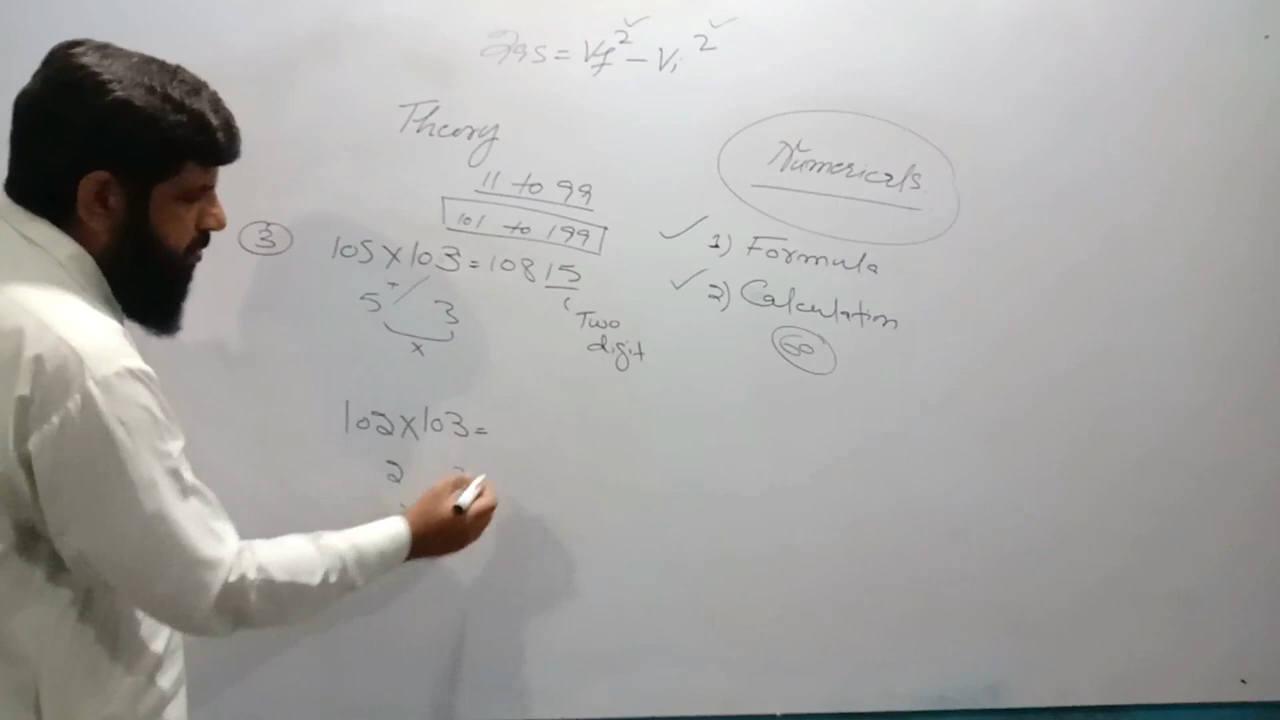 2as = Vf² - Vi²
Theory
11 to 99
101 to 199
Numericals
3
105 X 103 = 10815
5 + 3
x
Two
digit
1) Formula
2) Calculation
60
102 X 103 =
2